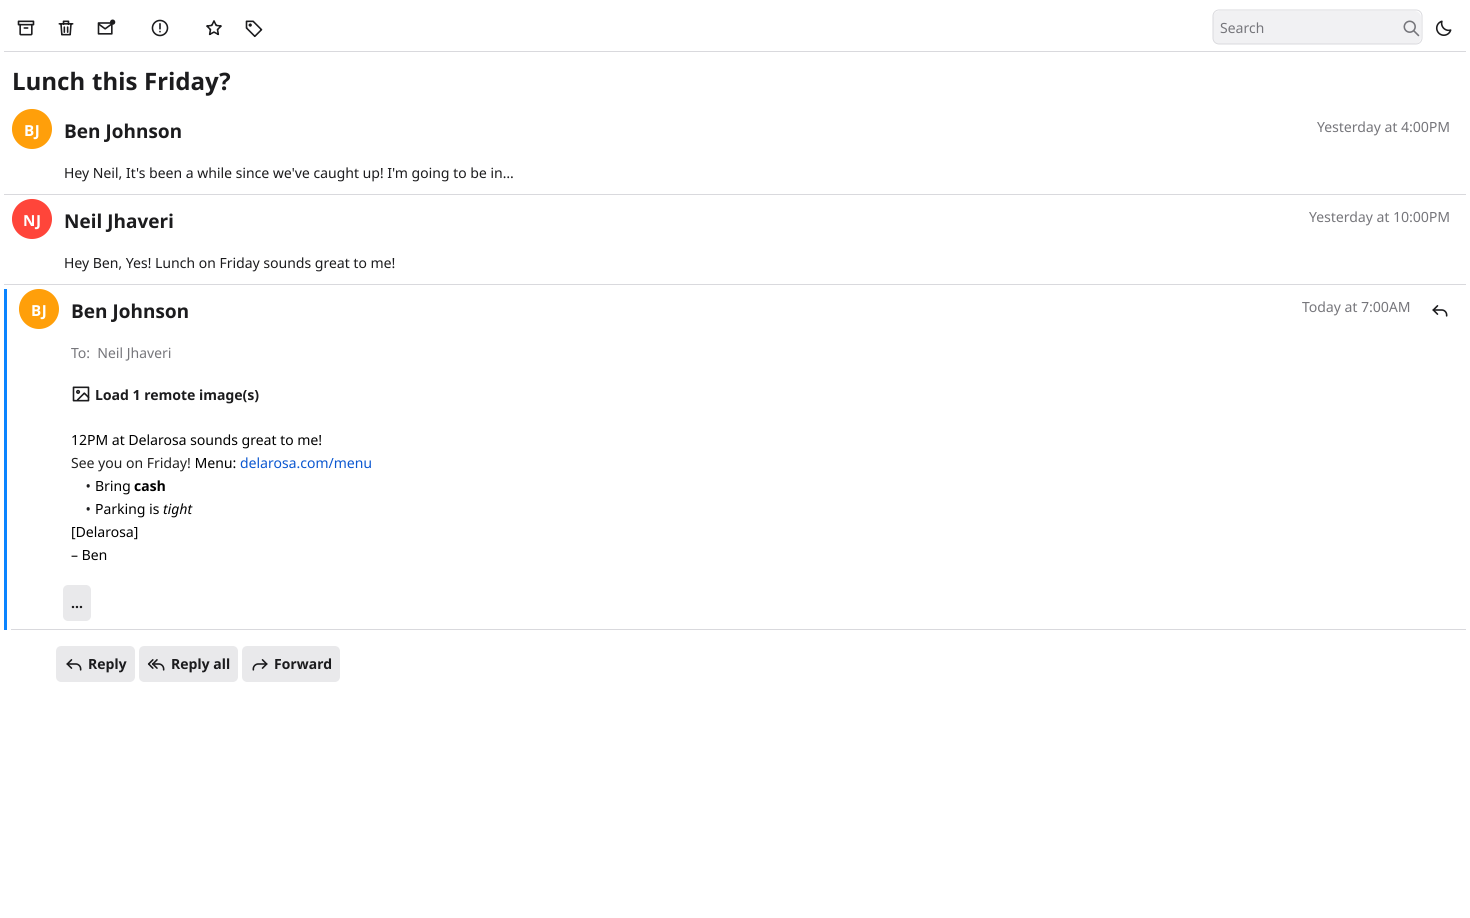 Search
Lunch this Friday?
BJ
Ben Johnson
Yesterday at 4:00PM
Hey Neil, It's been a while since we've caught up! I'm going to be in...
NJ
Neil Jhaveri
Yesterday at 10:00PM
Hey Ben, Yes! Lunch on Friday sounds great to me!
BJ
Ben Johnson
Today at 7:00AM
To: Neil Jhaveri
Load 1 remote image(s)
12PM at Delarosa sounds great to me!
See you on Friday! Menu: delarosa.com/menu
• Bring cash
• Parking is tight
[Delarosa]
– Ben
...
Reply
Reply all
Forward